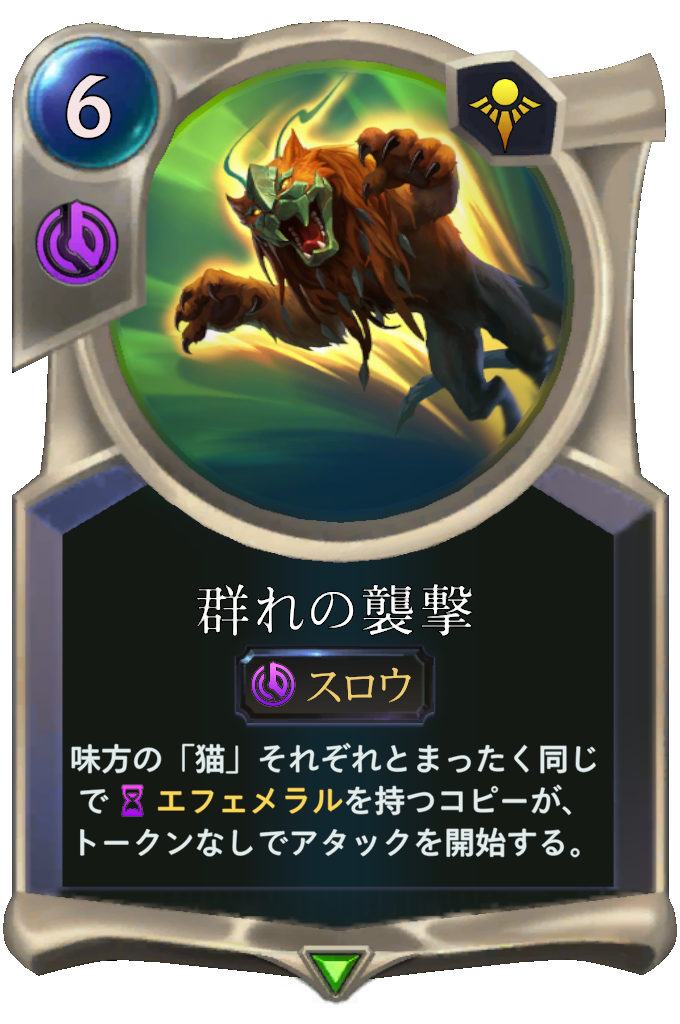 6
群れの襲撃
スロウ
味方の「猫」それぞれとまったく同じ
で エフェメラルを持つコピーが、
トークンなしでアタックを開始する。